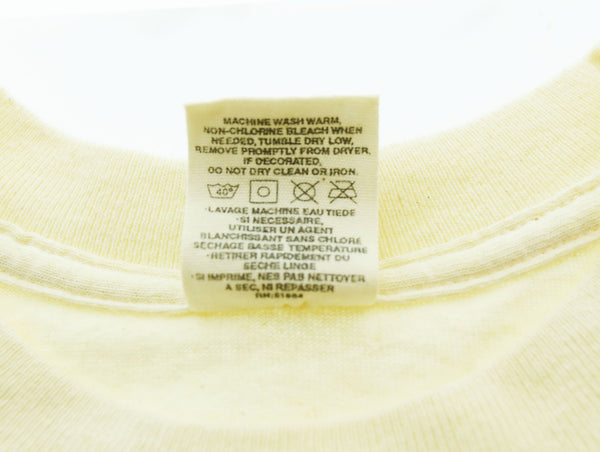 MACHINE WASH WARM,
NON-CHLORINE BLEACH WHEN
NEEDED, TUMBLE DRY LOW,
REMOVE PROMPTLY FROM DRYER.
IF DECORATED,
DO NOT DRY CLEAN OR IRON.
40°
·LAVAGE MACHINE EAU TIEDE
·SI NECESSAIRE,
UTILISER UN AGENT
BLANCHISSANT SANS CHLORE
SECHAGE BASSE TEMPERATURE
·RETIRER RAPIDEMENT DU
SECHE LINGE
·SI IMPRIME, NES PAS NETTOYER
A SEC, NI REPASSER